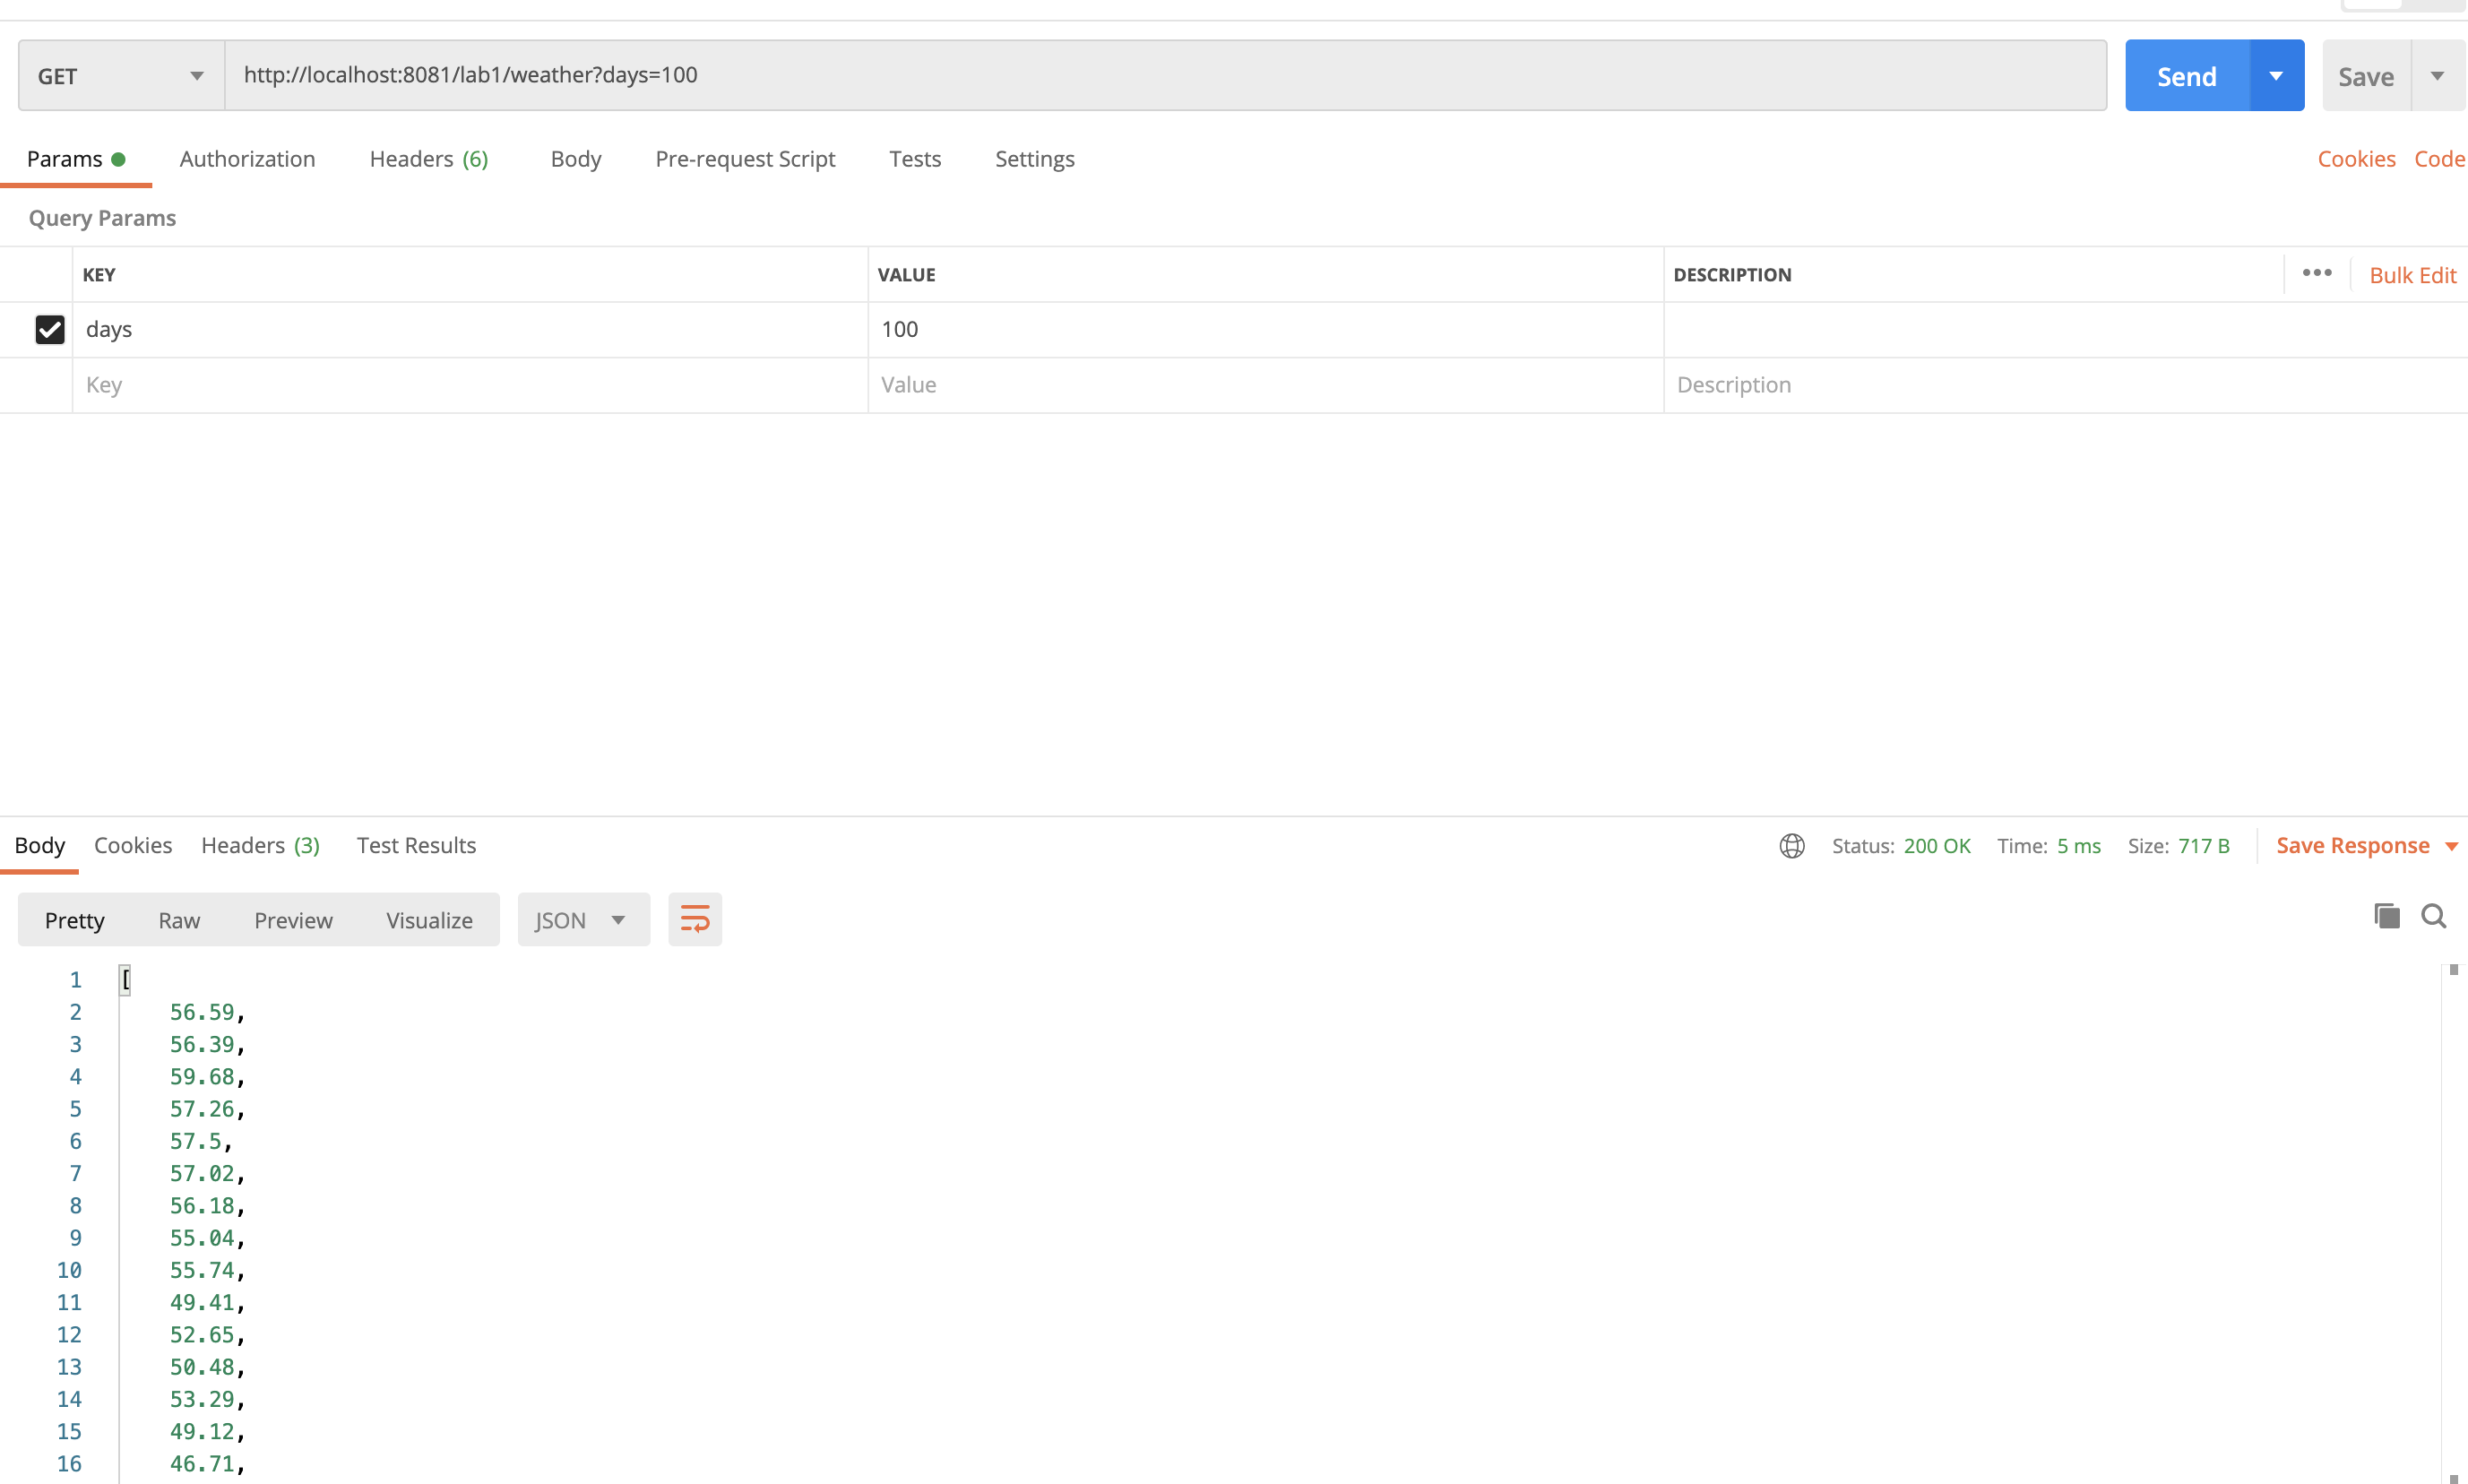 GET http://localhost:8081/lab1/weather?days=100 Send Save
Params Authorization Headers (6) Body Pre-request Script Tests Settings Cookies Code
Query Params
KEY VALUE DESCRIPTION ••• Bulk Edit
days 100
Key Value Description
Body Cookies Headers (3) Test Results Status: 200 OK Time: 5 ms Size: 717 B Save Response
Pretty Raw Preview Visualize JSON
1 [
2 56.59,
3 56.39,
4 59.68,
5 57.26,
6 57.5,
7 57.02,
8 56.18,
9 55.04,
10 55.74,
11 49.41,
12 52.65,
13 50.48,
14 53.29,
15 49.12,
16 46.71,